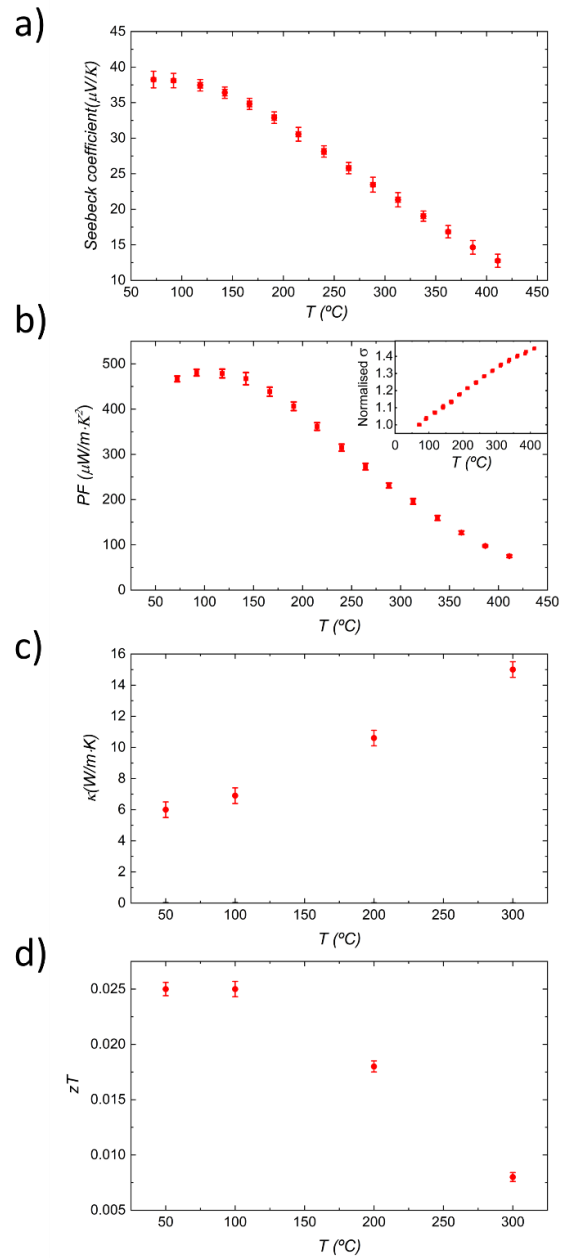 a)
45
40
35
30
25
20
15
10
Seebeck coefficient(μV/K)
50 100 150 200 250 300 350 400 450
T (ºC)
b)
500
400
300
200
100
0
PF (μW/m·K²)
50 100 150 200 250 300 350 400 450
T (ºC)
1.4
1.3
1.2
1.1
1.0
Normalised σ
0 100 200 300 400
T (ºC)
c)
16
14
12
10
8
6
4
2
0
κ(W/m·K)
50 100 150 200 250 300
T (ºC)
d)
0.025
0.020
0.015
0.010
0.005
zT
50 100 150 200 250 300
T (ºC)